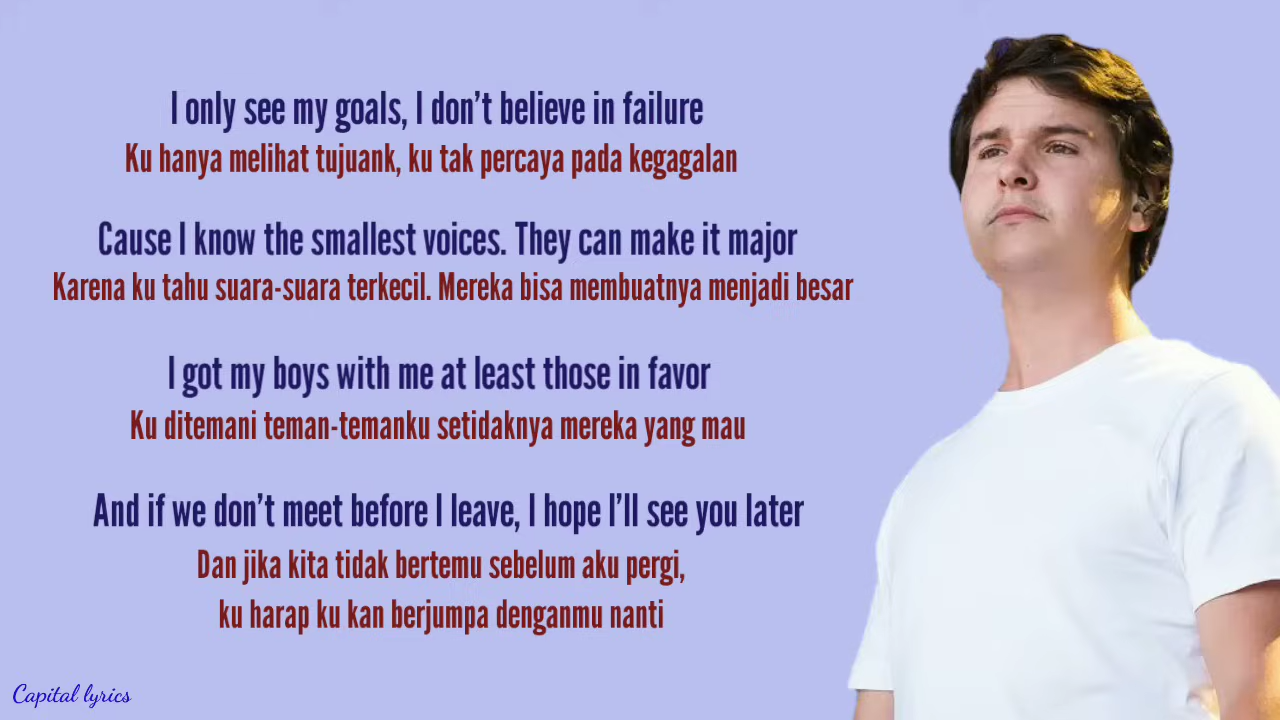 I only see my goals, I don’t believe in failure
Ku hanya melihat tujuank, ku tak percaya pada kegagalan
Cause I know the smallest voices. They can make it major
Karena ku tahu suara-suara terkecil. Mereka bisa membuatnya menjadi besar
I got my boys with me at least those in favor
Ku ditemani teman-temanku setidaknya mereka yang mau
And if we don’t meet before I leave, I hope I’ll see you later
Dan jika kita tidak bertemu sebelum aku pergi,
ku harap ku kan berjumpa denganmu nanti
Capital lyrics